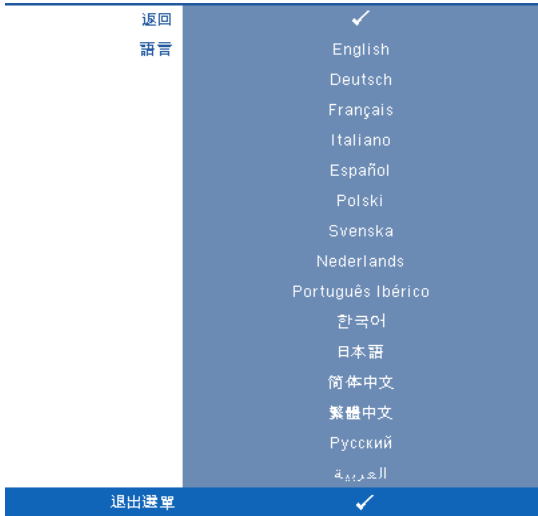 返回 ✓
語言 English
Deutsch
Français
Italiano
Español
Polski
Svenska
Nederlands
Português Ibérico
한국어
日本語
简体中文
繁體中文
Русский
العربية
退出選單 ✓